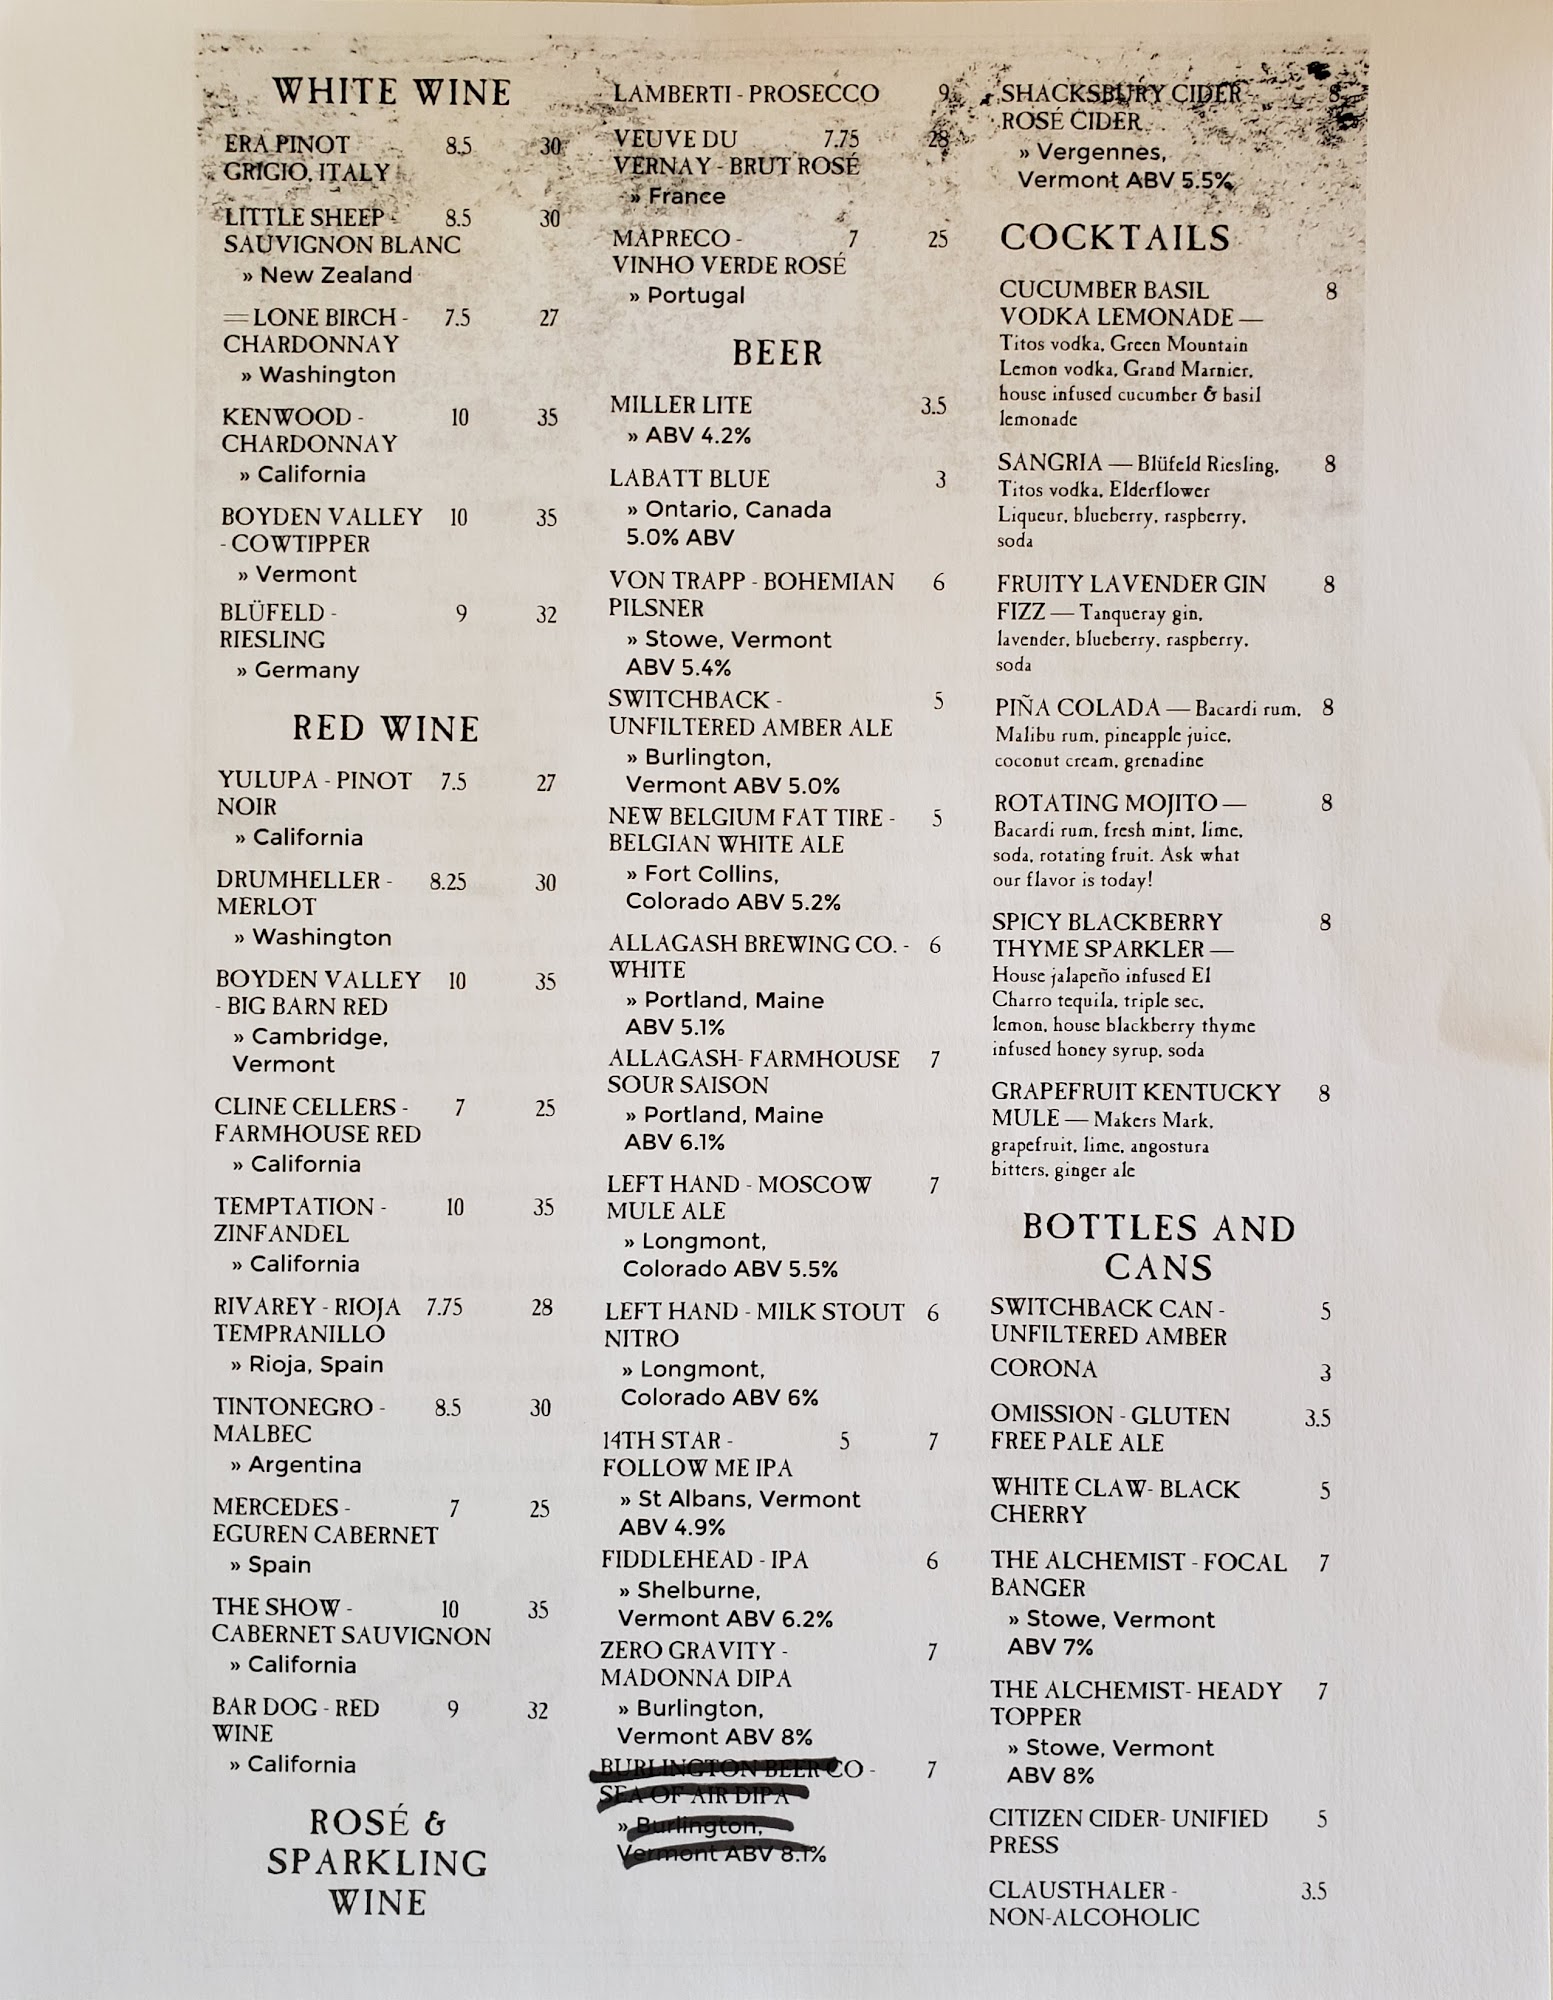 WHITE WINE
ERA PINOT 8.5 30
GRIGIO, ITALY
LITTLE SHEEP - 8.5 30
SAUVIGNON BLANC
» New Zealand
=LONE BIRCH - 7.5 27
CHARDONNAY
» Washington
KENWOOD - 10 35
CHARDONNAY
» California
BOYDEN VALLEY 10 35
- COWTIPPER
» Vermont
BLÜFELD - 9 32
RIESLING
» Germany
RED WINE
YULUPA - PINOT 7.5 27
NOIR
» California
DRUMHELLER - 8.25 30
MERLOT
» Washington
BOYDEN VALLEY 10 35
- BIG BARN RED
» Cambridge,
Vermont
CLINE CELLERS - 7 25
FARMHOUSE RED
» California
TEMPTATION - 10 35
ZINFANDEL
» California
RIVAREY - RIOJA 7.75 28
TEMPRANILLO
» Rioja, Spain
TINTONEGRO - 8.5 30
MALBEC
» Argentina
MERCEDES - 7 25
EGUREN CABERNET
» Spain
THE SHOW - 10 35
CABERNET SAUVIGNON
» California
BAR DOG - RED 9 32
WINE
» California
ROSÉ &
SPARKLING
WINE
LAMBERTI - PROSECCO 9
VEUVE DU 7.75 28
VERNAY - BRUT ROSÉ
» France
MAPRECO - 7 25
VINHO VERDE ROSÉ
» Portugal
BEER
MILLER LITE 3.5
» ABV 4.2%
LABATT BLUE 3
» Ontario, Canada
5.0% ABV
VON TRAPP - BOHEMIAN 6
PILSNER
» Stowe, Vermont
ABV 5.4%
SWITCHBACK - 5
UNFILTERED AMBER ALE
» Burlington,
Vermont ABV 5.0%
NEW BELGIUM FAT TIRE - 5
BELGIAN WHITE ALE
» Fort Collins,
Colorado ABV 5.2%
ALLAGASH BREWING CO. - 6
WHITE
» Portland, Maine
ABV 5.1%
ALLAGASH- FARMHOUSE 7
SOUR SAISON
» Portland, Maine
ABV 6.1%
LEFT HAND - MOSCOW 7
MULE ALE
» Longmont,
Colorado ABV 5.5%
LEFT HAND - MILK STOUT 6
NITRO
» Longmont,
Colorado ABV 6%
14TH STAR - 5 7
FOLLOW ME IPA
» St Albans, Vermont
ABV 4.9%
FIDDLEHEAD - IPA 6
» Shelburne,
Vermont ABV 6.2%
ZERO GRAVITY - 7
MADONNA DIPA
» Burlington,
Vermont ABV 8%
BURLINGTON BEER CO - 7
SEA OF AIR DIPA
» Burlington,
Vermont ABV 8.1%
SHACKSBURY CIDER - 8
ROSÉ CIDER
» Vergennes,
Vermont ABV 5.5%
COCKTAILS
CUCUMBER BASIL 8
VODKA LEMONADE —
Titos vodka, Green Mountain
Lemon vodka, Grand Marnier,
house infused cucumber & basil
lemonade
SANGRIA — Blüfeld Riesling, 8
Titos vodka, Elderflower
Liqueur, blueberry, raspberry,
soda
FRUITY LAVENDER GIN 8
FIZZ — Tanqueray gin,
lavender, blueberry, raspberry,
soda
PIÑA COLADA — Bacardi rum, 8
Malibu rum, pineapple juice,
coconut cream, grenadine
ROTATING MOJITO — 8
Bacardi rum, fresh mint, lime,
soda, rotating fruit. Ask what
our flavor is today!
SPICY BLACKBERRY 8
THYME SPARKLER —
House jalapeño infused El
Charro tequila, triple sec,
lemon, house blackberry thyme
infused honey syrup, soda
GRAPEFRUIT KENTUCKY 8
MULE — Makers Mark,
grapefruit, lime, angostura
bitters, ginger ale
BOTTLES AND
CANS
SWITCHBACK CAN - 5
UNFILTERED AMBER
CORONA 3
OMISSION - GLUTEN 3.5
FREE PALE ALE
WHITE CLAW- BLACK 5
CHERRY
THE ALCHEMIST - FOCAL 7
BANGER
» Stowe, Vermont
ABV 7%
THE ALCHEMIST- HEADY 7
TOPPER
» Stowe, Vermont
ABV 8%
CITIZEN CIDER- UNIFIED 5
PRESS
CLAUSTHALER - 3.5
NON-ALCOHOLIC